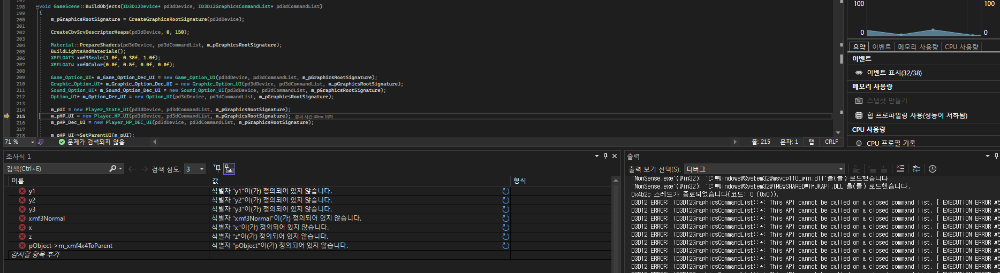 197
198 void GameScene::BuildObjects(ID3D12Device* pd3dDevice, ID3D12GraphicsCommandList* pd3dCommandList)
199 {
200 m_pGraphicsRootSignature = CreateGraphicsRootSignature(pd3dDevice);
201
202 CreateCbvSrvDescriptorHeaps(pd3dDevice, 0, 150);
203
204 Material::PrepareShaders(pd3dDevice, pd3dCommandList, m_pGraphicsRootSignature);
205 BuildLightsAndMaterials();
206 XMFLOAT3 xmf3Scale(1.0f, 0.38f, 1.0f);
207 XMFLOAT4 xmf4Color(0.0f, 0.5f, 0.0f, 0.0f);
208
209 Game_Option_UI* m_Game_Option_Dec_UI = new Game_Option_UI(pd3dDevice, pd3dCommandList, m_pGraphicsRootSignature);
210 Graphic_Option_UI* m_Graphic_Option_Dec_UI = new Graphic_Option_UI(pd3dDevice, pd3dCommandList, m_pGraphicsRootSignature);
211 Sound_Option_UI* m_Sound_Option_Dec_UI = new Sound_Option_UI(pd3dDevice, pd3dCommandList, m_pGraphicsRootSignature);
212 Option_UI* m_Option_Dec_UI = new Option_UI(pd3dDevice, pd3dCommandList, m_pGraphicsRootSignature);
213
214 m_pUI = new Player_State_UI(pd3dDevice, pd3dCommandList, m_pGraphicsRootSignature);
215 m_pHP_UI = new Player_HP_UI(pd3dDevice, pd3dCommandList, m_pGraphicsRootSignature); 경과 시간 40ms 이하
216 m_pHP_Dec_UI = new Player_HP_DEC_UI(pd3dDevice, pd3dCommandList, m_pGraphicsRootSignature);
217
218 m_pHP_UI->SetParentUI(m_pUI);
71 % 문제가 검색되지 않음 줄: 215 문자: 1 탭 CRLF
100 100
0 0
요약 이벤트 메모리 사용량 CPU 사용량
이벤트
이벤트 표시(32/38)
메모리 사용량
스냅샷 만들기
힙 프로파일링 사용(성능이 저하됨)
CPU 사용량
CPU 프로필 기록
조사식 1
검색(Ctrl+E) 검색 심도: 3
이름 값 형식
y1 식별자 "y1"이(가) 정의되어 있지 않습니다.
y2 식별자 "y2"이(가) 정의되어 있지 않습니다.
y3 식별자 "y3"이(가) 정의되어 있지 않습니다.
xmf3Normal 식별자 "xmf3Normal"이(가) 정의되어 있지 않습니다.
x 식별자 "x"이(가) 정의되어 있지 않습니다.
z 식별자 "z"이(가) 정의되어 있지 않습니다.
pObject->m_xmf4x4ToParent 식별자 "pObject"이(가) 정의되어 있지 않습니다.
감시할 항목 추가
출력
출력 보기 선택(S): 디버그
'NonSense.exe'(Win32): 'C:₩Windows₩System32₩msvcp110_win.dll'을(를) 로드했습니다.
'NonSense.exe'(Win32): 'C:₩Windows₩System32₩IME₩SHARED₩IMJKAPI.DLL'을(를) 로드했습니다.
0x4b2c 스레드가 종료되었습니다(코드: 0 (0x0)).
D3D12 ERROR: ID3D12GraphicsCommandList::*: This API cannot be called on a closed command list. [ EXECUTION ERROR #5
D3D12 ERROR: ID3D12GraphicsCommandList::*: This API cannot be called on a closed command list. [ EXECUTION ERROR #5
D3D12 ERROR: ID3D12GraphicsCommandList::*: This API cannot be called on a closed command list. [ EXECUTION ERROR #5
D3D12 ERROR: ID3D12GraphicsCommandList::*: This API cannot be called on a closed command list. [ EXECUTION ERROR #5
D3D12 ERROR: ID3D12GraphicsCommandList::*: This API cannot be called on a closed command list. [ EXECUTION ERROR #5
D3D12 ERROR: ID3D12GraphicsCommandList::*: This API cannot be called on a closed command list. [ EXECUTION ERROR #5
D3D12 ERROR: ID3D12GraphicsCommandList::*: This API cannot be called on a closed command list. [ EXECUTION ERROR #5
D3D12 ERROR: ID3D12GraphicsCommandList::*: This API cannot be called on a closed command list. [ EXECUTION ERROR #5
D3D12 ERROR: ID3D12GraphicsCommandList::*: This API cannot be called on a closed command list. [ EXECUTION ERROR #5